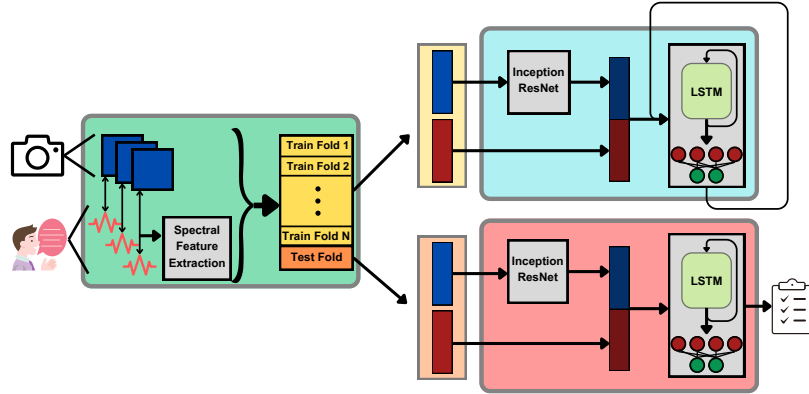 Spectral
Feature
Extraction
Train Fold 1
Train Fold 2
Train Fold N
Test Fold
Inception
ResNet
LSTM
Inception
ResNet
LSTM